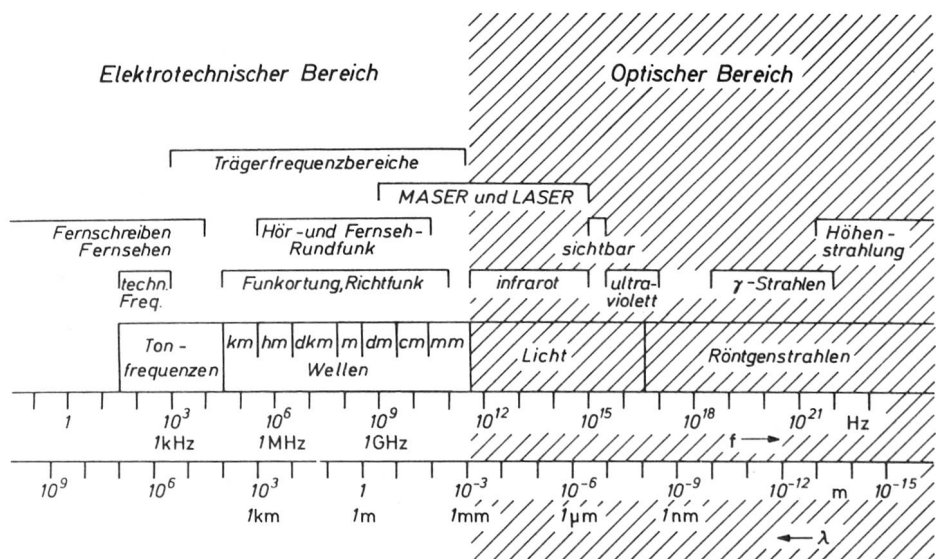 Elektrotechnischer Bereich
Optischer Bereich
Trägerfrequenzbereiche
MASER und LASER
Fernschreiben
Fernsehen
Hör- und Fernseh-
Rundfunk
sichtbar
Höhen-
strahlung
techn.
Freq.
Funkortung, Richtfunk
infrarot
ultra-
violett
γ-Strahlen
Ton-
frequenzen
km hm dkm m dm cm mm
Wellen
Licht
Röntgenstrahlen
1 10³ 10⁶ 10⁹ 10¹² 10¹⁵ 10¹⁸ 10²¹ Hz
1kHz 1MHz 1GHz f →
10⁹ 10⁶ 10³ 1 10⁻³ 10⁻⁶ 10⁻⁹ 10⁻¹² m 10⁻¹⁵
1km 1m 1mm 1µm 1nm
← λ